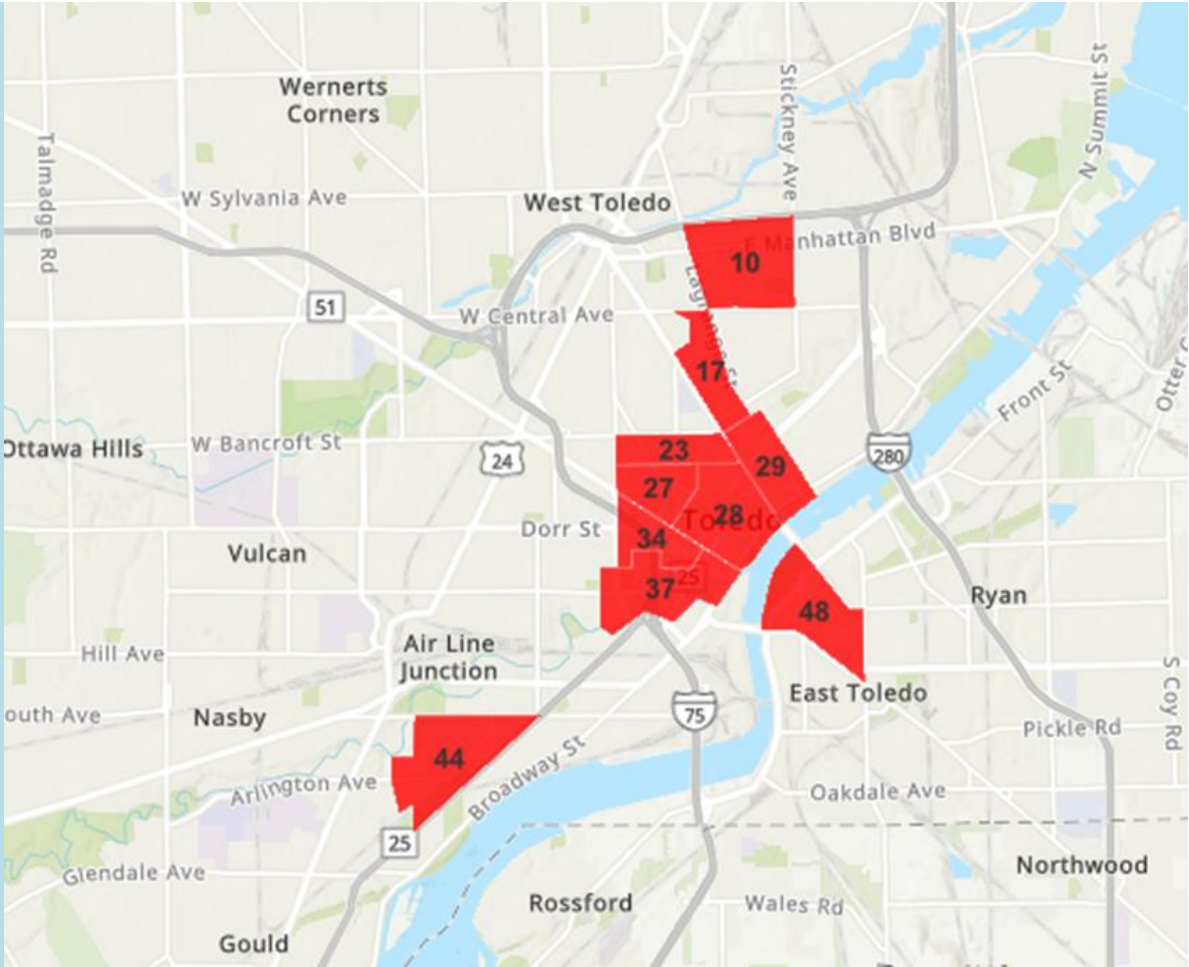 Wernerts
Corners
Stickney Ave
N Summit St
Talmadge Rd
W Sylvania Ave
West Toledo
E Manhattan Blvd
10
Lagrange St
51
W Central Ave
17
Front St
Otter C
Ottawa Hills
W Bancroft St
24
23
29
280
27
28
Toledo
Dorr St
34
Vulcan
25
37
48
Ryan
Hill Ave
Air Line
Junction
East Toledo
S Coy Rd
outh Ave
Nasby
75
Pickle Rd
44
Arlington Ave
Broadway St
Oakdale Ave
25
Glendale Ave
Northwood
Rossford
Wales Rd
Gould